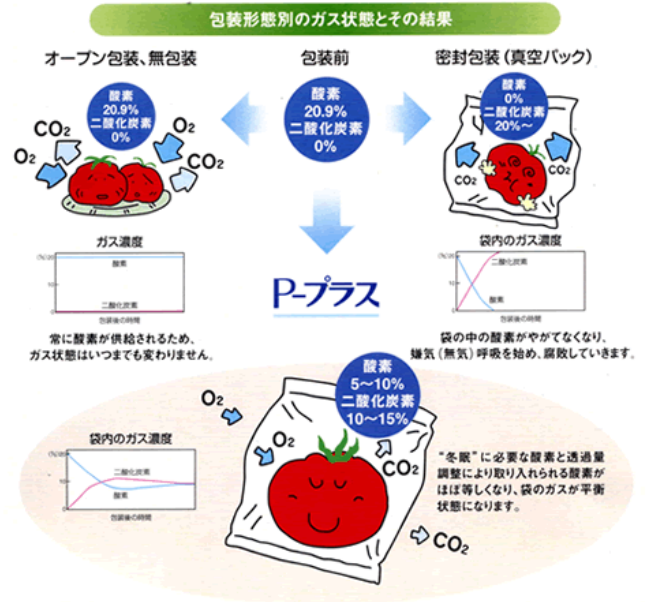 包装形態別のガス状態とその結果
オープン包装、無包装
包装前
密封包装（真空パック）
酸素
20.9%
二酸化炭素
0%
CO₂
O₂
O₂
CO₂
酸素
20.9%
二酸化炭素
0%
酸素
0%
二酸化炭素
20%～
CO₂
CO₂
ガス濃度
(%)20
10
0
酸素
二酸化炭素
包装後の時間
常に酸素が供給されるため、
ガス状態はいつまでも変わりません。
P-プラス
袋内のガス濃度
(%)20
10
0
二酸化炭素
酸素
包装後の時間
袋の中の酸素がやがてなくなり、
嫌気（無気）呼吸を始め、腐敗していきます。
酸素
5～10%
二酸化炭素
10～15%
O₂
O₂
CO₂
CO₂
袋内のガス濃度
(%)20
10
0
二酸化炭素
酸素
包装後の時間
“冬眠”に必要な酸素と透過量
調整により取り入れられる酸素が
ほぼ等しくなり、袋のガスが平衡
状態になります。